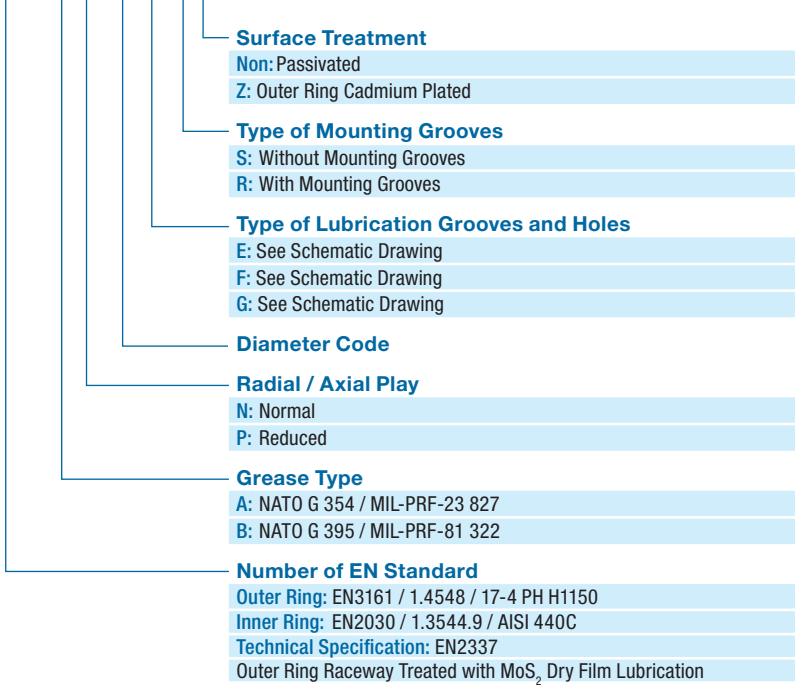 Surface Treatment
Non: Passivated
Z: Outer Ring Cadmium Plated
Type of Mounting Grooves
S: Without Mounting Grooves
R: With Mounting Grooves
Type of Lubrication Grooves and Holes
E: See Schematic Drawing
F: See Schematic Drawing
G: See Schematic Drawing
Diameter Code
Radial / Axial Play
N: Normal
P: Reduced
Grease Type
A: NATO G 354 / MIL-PRF-23 827
B: NATO G 395 / MIL-PRF-81 322
Number of EN Standard
Outer Ring: EN3161 / 1.4548 / 17-4 PH H1150
Inner Ring: EN2030 / 1.3544.9 / AISI 440C
Technical Specification: EN2337
Outer Ring Raceway Treated with MoS₂ Dry Film Lubrication